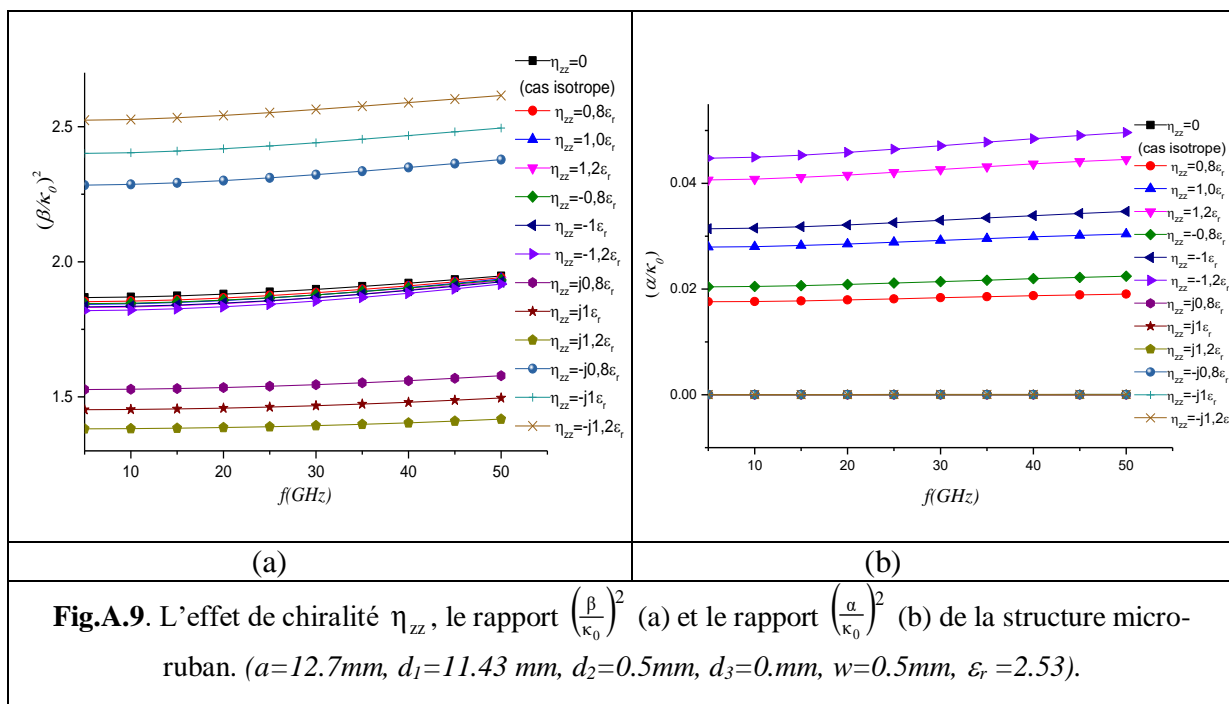 η_zz=0
(cas isotrope)
η_zz=0,8ε_r
η_zz=1,0ε_r
η_zz=1,2ε_r
η_zz=-0,8ε_r
η_zz=-1ε_r
η_zz=-1,2ε_r
η_zz=j0,8ε_r
η_zz=j1ε_r
η_zz=j1,2ε_r
η_zz=-j0,8ε_r
η_zz=-j1ε_r
η_zz=-j1,2ε_r
(β/κ_0)^2
2.5
2.0
1.5
10 20 30 40 50
f(GHz)
η_zz=0
(cas isotrope)
η_zz=0,8ε_r
η_zz=1,0ε_r
η_zz=1,2ε_r
η_zz=-0,8ε_r
η_zz=-1ε_r
η_zz=-1,2ε_r
η_zz=j0,8ε_r
η_zz=j1ε_r
η_zz=j1,2ε_r
η_zz=-j0,8ε_r
η_zz=-j1ε_r
η_zz=-j1,2ε
(α/κ_0)
0.04
0.02
0.00
10 20 30 40 50
f(GHz)
(a) (b)
Fig.A.9. L'effet de chiralité η_zz, le rapport (β/κ_0)^2 (a) et le rapport (α/κ_0)^2 (b) de la structure micro-
ruban. (a=12.7mm, d_1=11.43 mm, d_2=0.5mm, d_3=0.mm, w=0.5mm, ε_r =2.53).